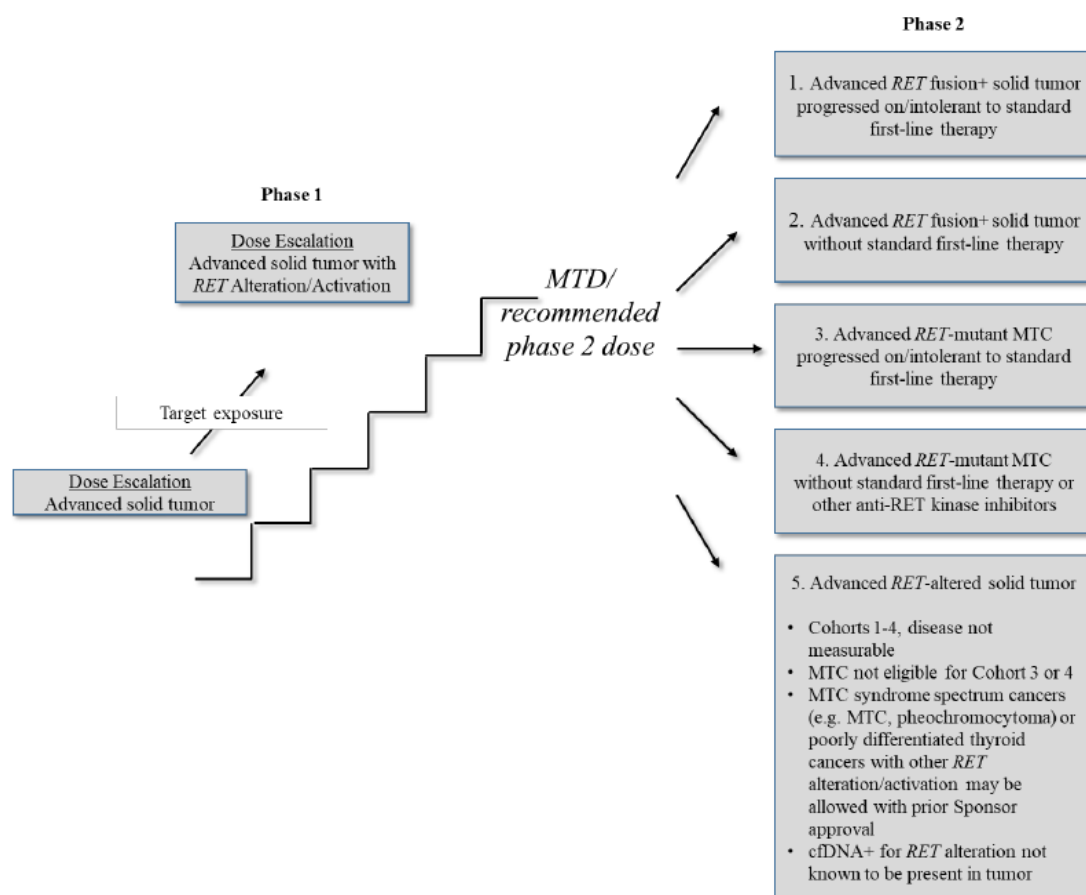 Phase 1
Dose Escalation
Advanced solid tumor with
RET Alteration/Activation
Target exposure
Dose Escalation
Advanced solid tumor
MTD/
recommended
phase 2 dose
Phase 2
1. Advanced RET fusion+ solid tumor
progressed on/intolerant to standard
first-line therapy
2. Advanced RET fusion+ solid tumor
without standard first-line therapy
3. Advanced RET-mutant MTC
progressed on/intolerant to standard
first-line therapy
4. Advanced RET-mutant MTC
without standard first-line therapy or
other anti-RET kinase inhibitors
5. Advanced RET-altered solid tumor
• Cohorts 1-4, disease not
measurable
• MTC not eligible for Cohort 3 or 4
• MTC syndrome spectrum cancers
(e.g. MTC, pheochromocytoma) or
poorly differentiated thyroid
cancers with other RET
alteration/activation may be
allowed with prior Sponsor
approval
• cfDNA+ for RET alteration not
known to be present in tumor